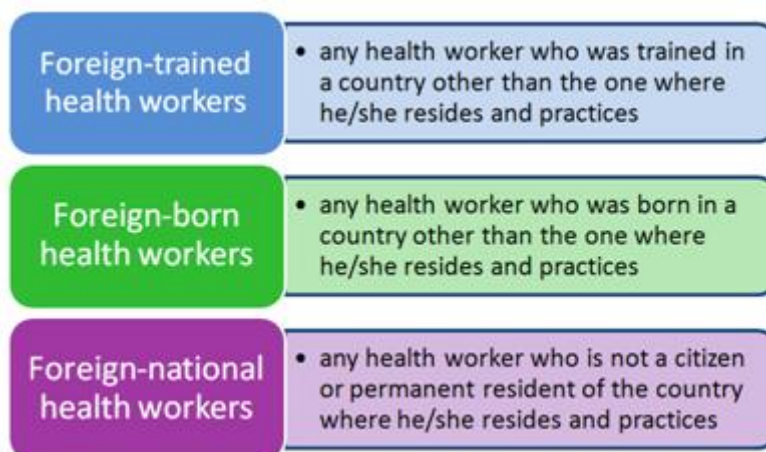 Foreign-trained
health workers
• any health worker who was trained in
a country other than the one where
he/she resides and practices
Foreign-born
health workers
• any health worker who was born in a
country other than the one where
he/she resides and practices
Foreign-national
health workers
• any health worker who is not a citizen
or permanent resident of the country
where he/she resides and practices